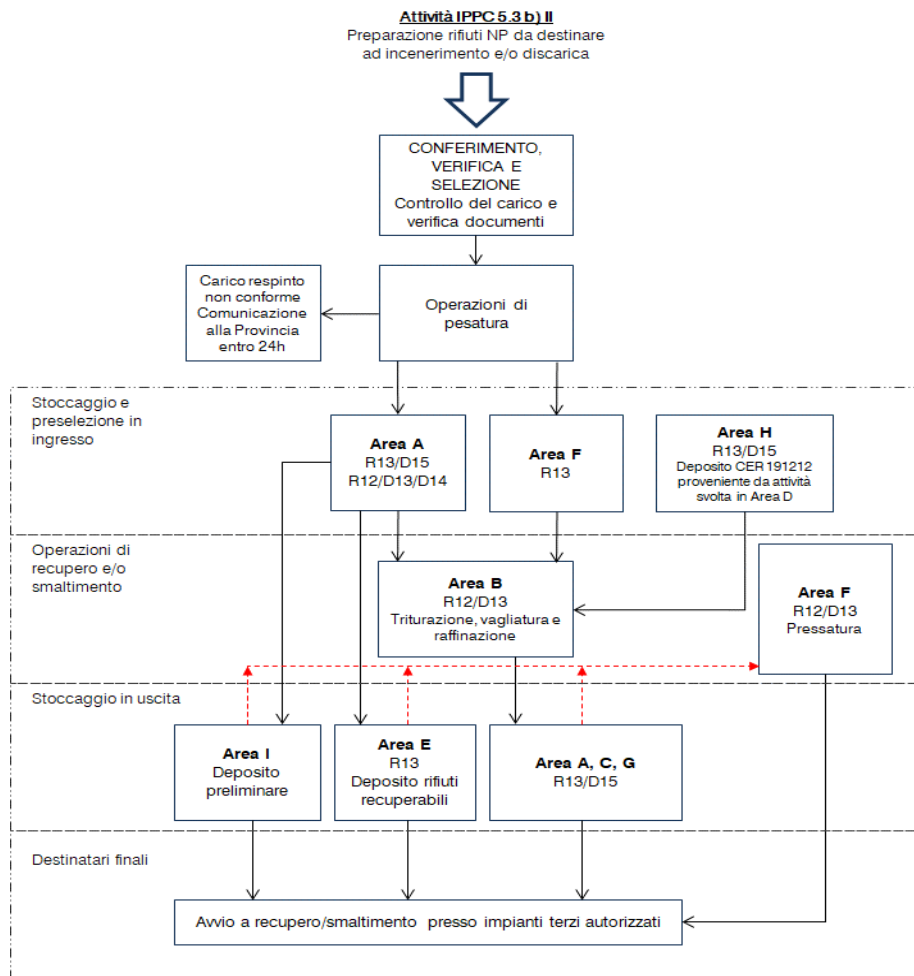 Attività IPPC 5.3 b) II
Preparazione rifiuti NP da destinare
ad incenerimento e/o discarica
CONFERIMENTO,
VERIFICA E
SELEZIONE
Controllo del carico e
verifica documenti
Carico respinto
non conforme
Comunicazione
alla Provincia
entro 24h
Operazioni di
pesatura
Stoccaggio e
preselezione in
ingresso
Area A
R13/D15
R12/D13/D14
Area F
R13
Area H
R13/D15
Deposito CER 191212
proveniente da attività
svolta in Area D
Operazioni di
recupero e/o
smaltimento
Area B
R12/D13
Triturazione, vagliatura e
raffinazione
Area F
R12/D13
Pressatura
Stoccaggio in uscita
Area I
Deposito
preliminare
Area E
R13
Deposito rifiuti
recuperabili
Area A, C, G
R13/D15
Destinatari finali
Avvio a recupero/smaltimento presso impianti terzi autorizzati